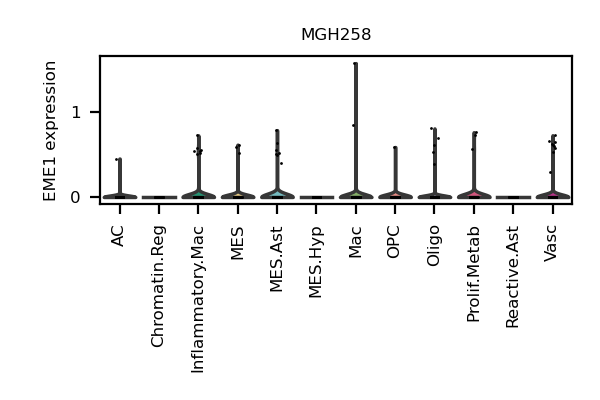 MGH258
EME1 expression
1
0
AC
Chromatin.Reg
Inflammatory.Mac
MES
MES.Ast
MES.Hyp
Mac
OPC
Oligo
Prolif.Metab
Reactive.Ast
Vasc